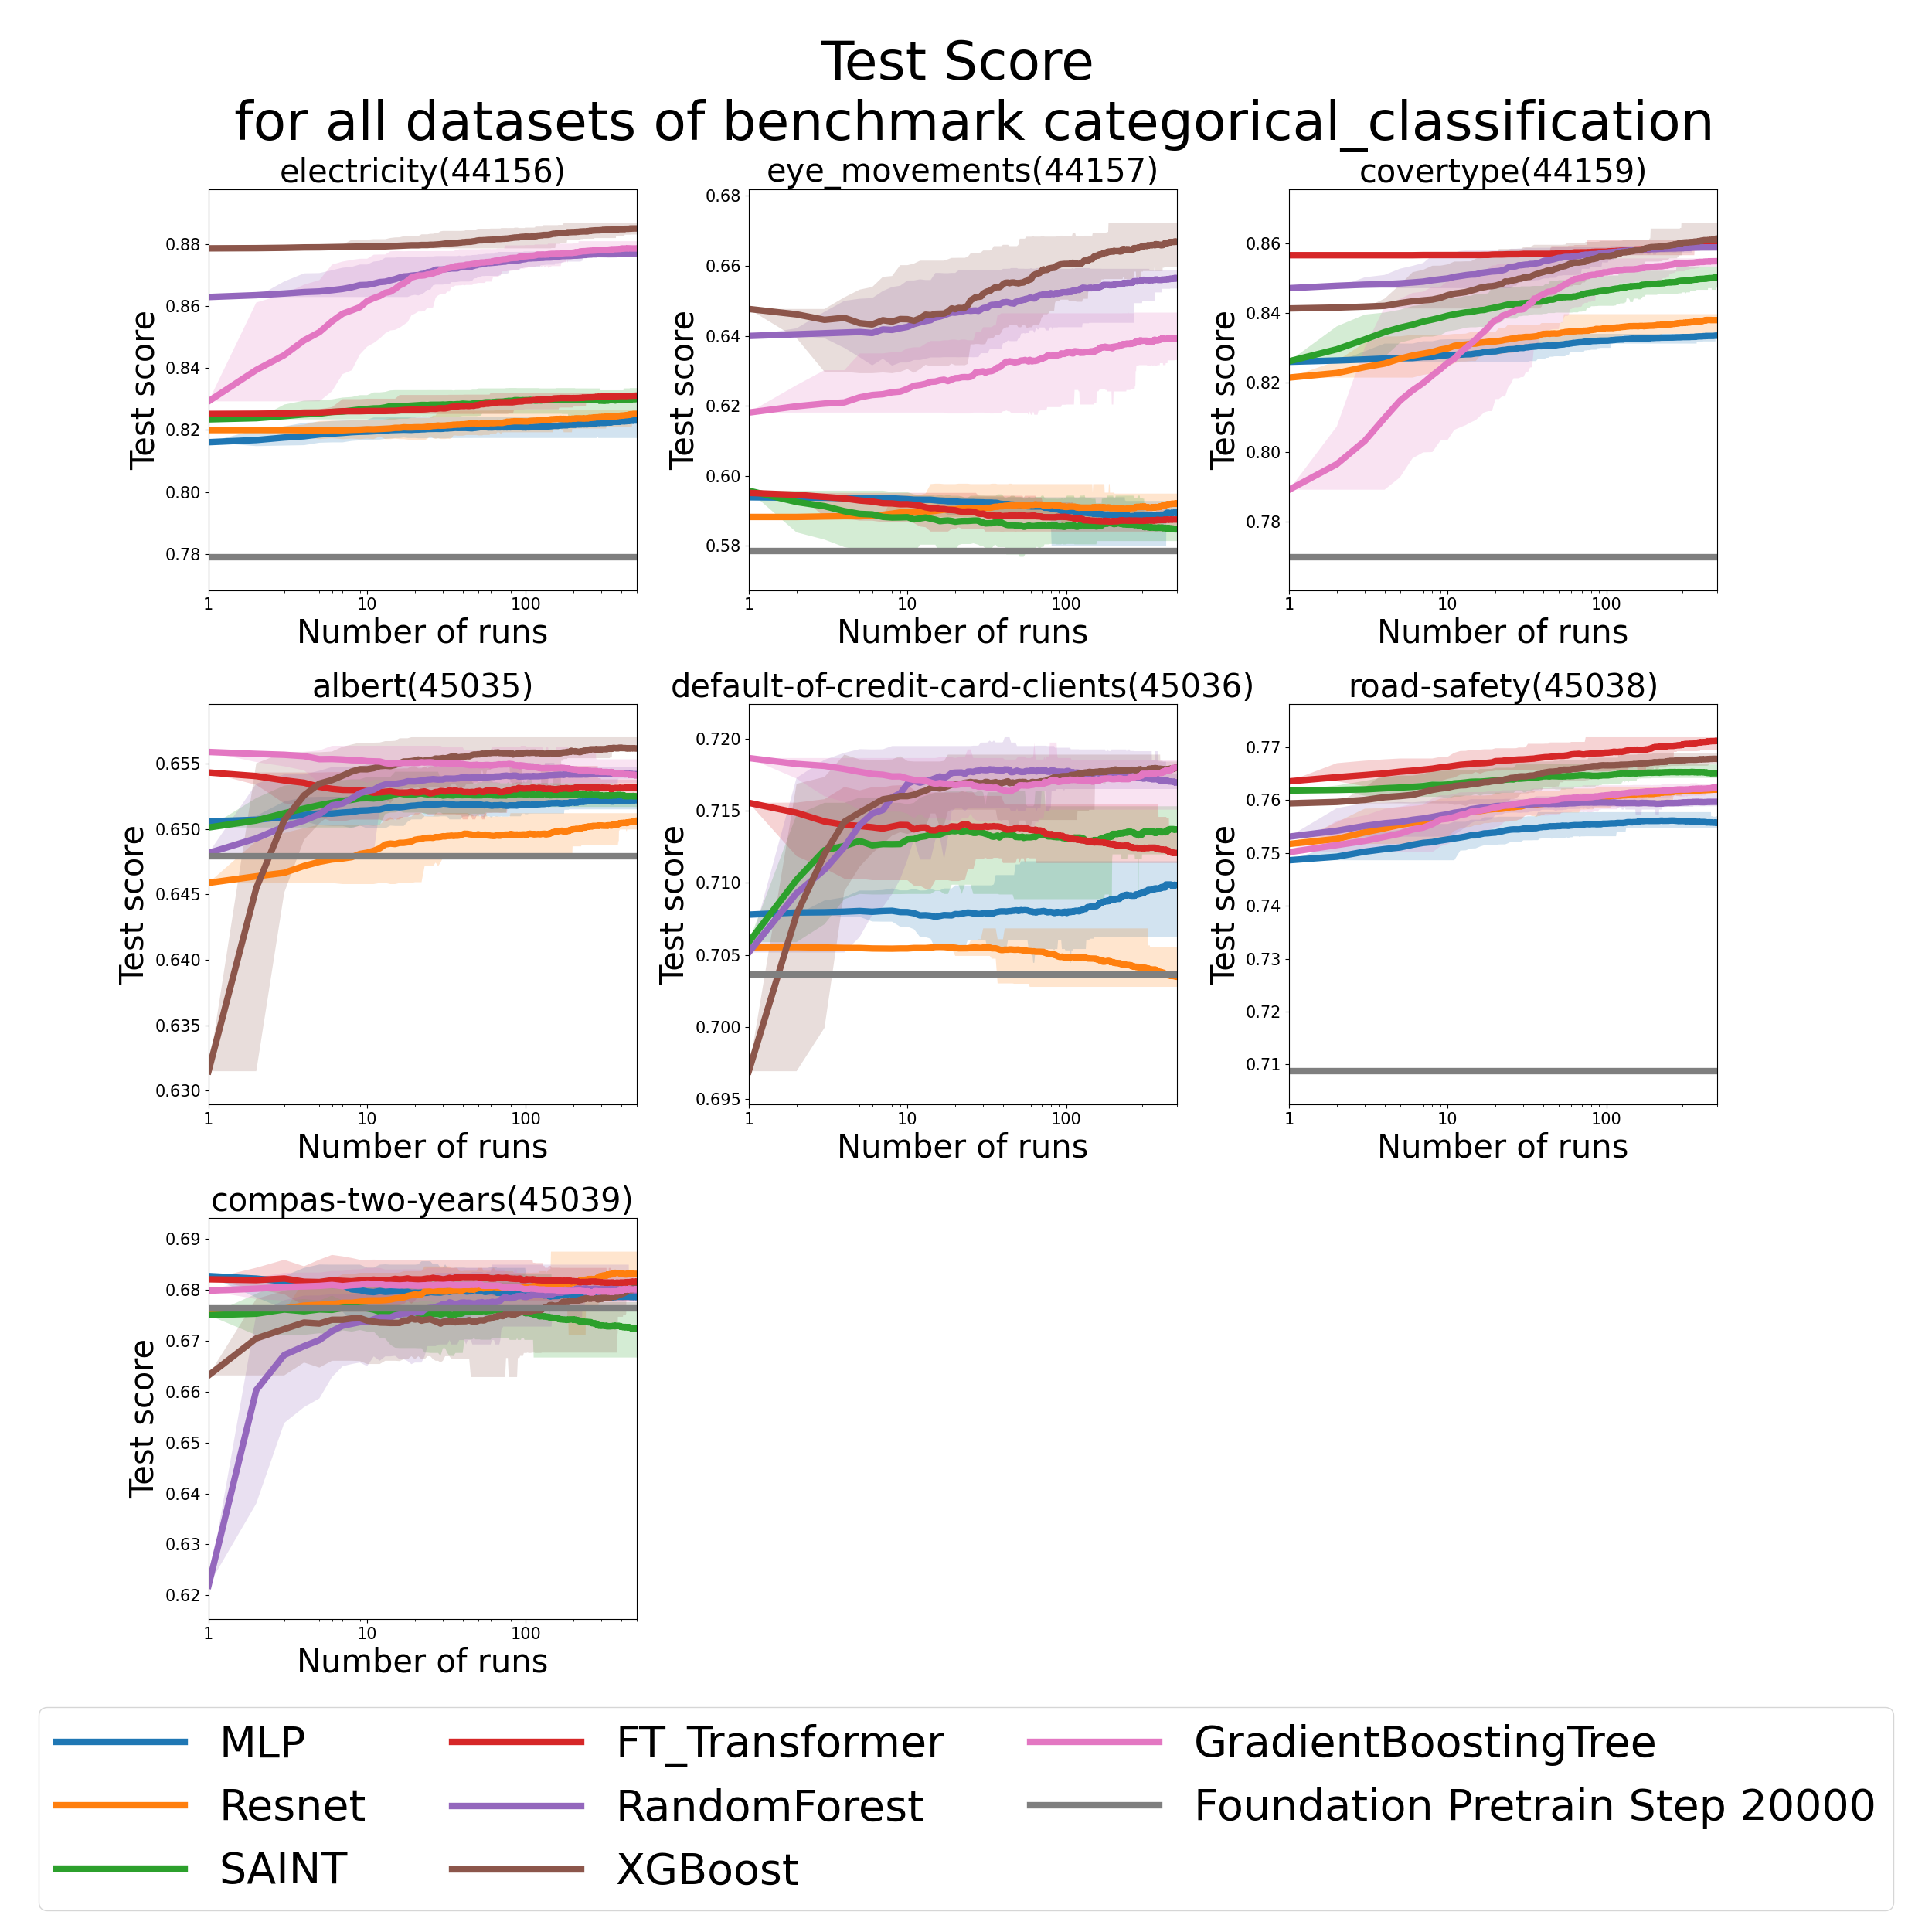 Test Score
for all datasets of benchmark categorical_classification
electricity(44156)
Test score
0.88
0.86
0.84
0.82
0.80
0.78
1 10 100
Number of runs
eye_movements(44157)
Test score
0.68
0.66
0.64
0.62
0.60
0.58
1 10 100
Number of runs
covertype(44159)
Test score
0.86
0.84
0.82
0.80
0.78
1 10 100
Number of runs
albert(45035)
Test score
0.655
0.650
0.645
0.640
0.635
0.630
1 10 100
Number of runs
default-of-credit-card-clients(45036)
Test score
0.720
0.715
0.710
0.705
0.700
0.695
1 10 100
Number of runs
road-safety(45038)
Test score
0.77
0.76
0.75
0.74
0.73
0.72
0.71
1 10 100
Number of runs
compas-two-years(45039)
Test score
0.69
0.68
0.67
0.66
0.65
0.64
0.63
0.62
1 10 100
Number of runs
MLP
Resnet
SAINT
FT_Transformer
RandomForest
XGBoost
GradientBoostingTree
Foundation Pretrain Step 20000